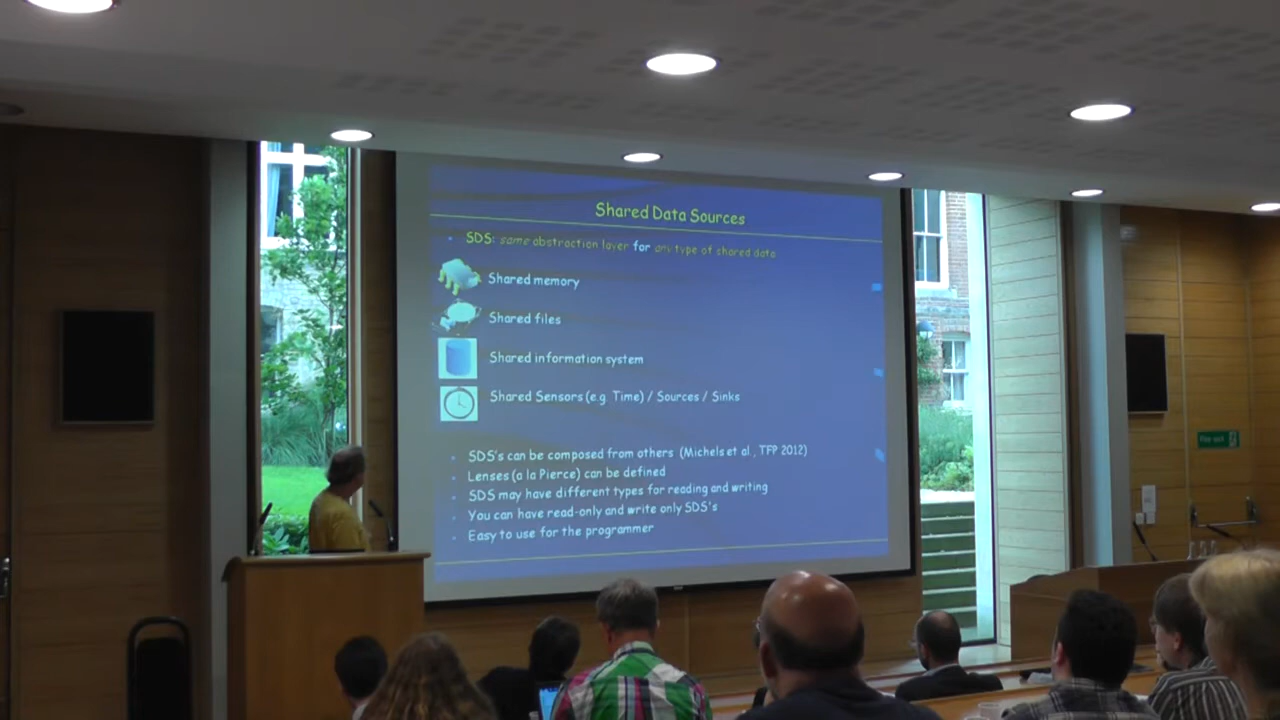 Shared Data Sources
SDS: same abstraction layer for any type of shared data
Shared memory
Shared files
Shared information system
Shared Sensors (e.g. Time) / Sources / Sinks
SDS's can be composed from others (Michels et al., TFP 2012)
Lenses (a la Pierce) can be defined
SDS may have different types for reading and writing
You can have read-only and write only SDS's
Easy to use for the programmer